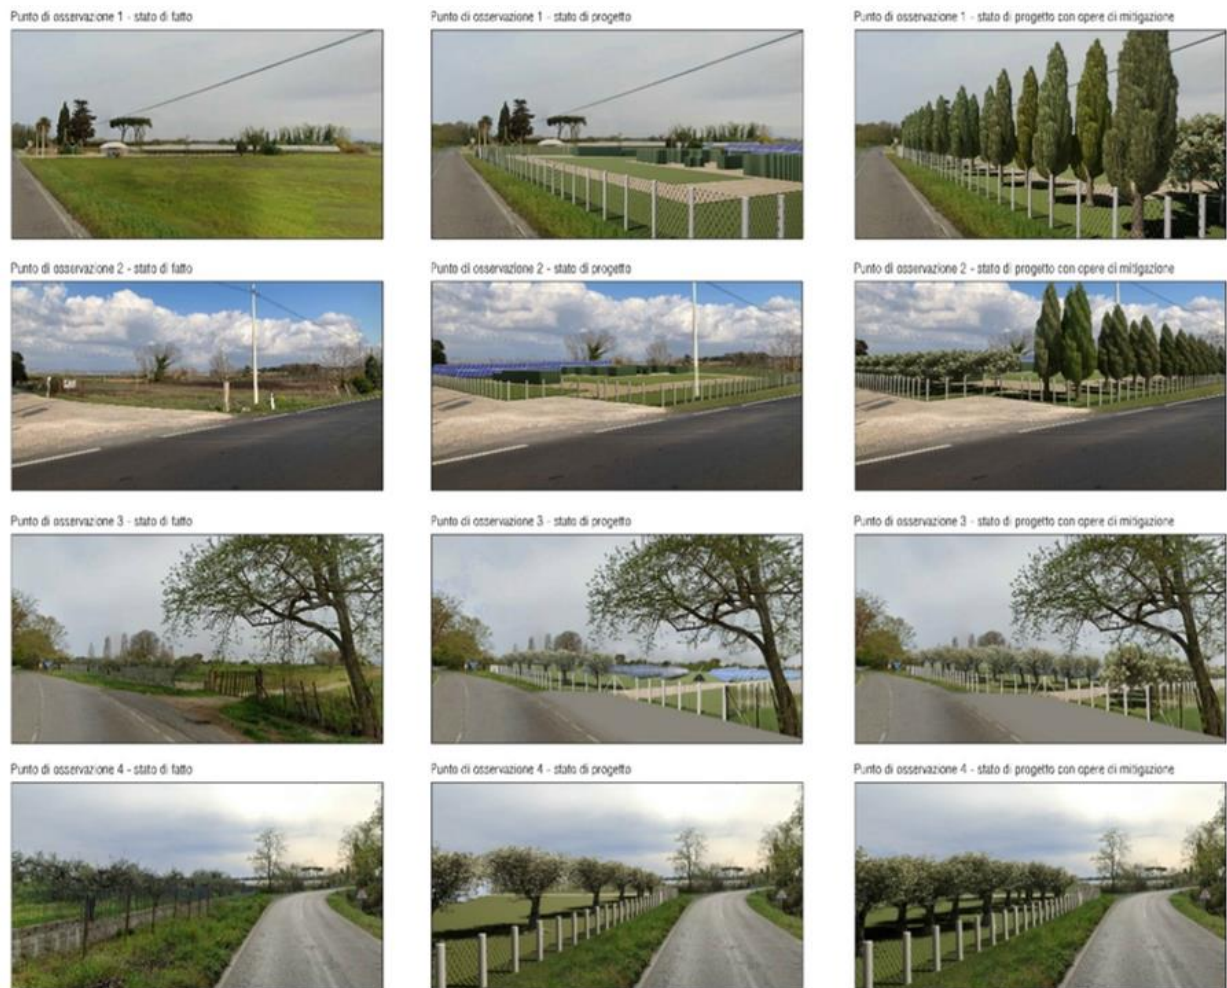 Punto di osservazione 1 - stato di fatto
Punto di osservazione 1 - stato di progetto
Punto di osservazione 1 - stato di progetto con opere di mitigazione
Punto di osservazione 2 - stato di fatto
Punto di osservazione 2 - stato di progetto
Punto di osservazione 2 - stato di progetto con opere di mitigazione
Punto di osservazione 3 - stato di fatto
Punto di osservazione 3 - stato di progetto
Punto di osservazione 3 - stato di progetto con opere di mitigazione
Punto di osservazione 4 - stato di fatto
Punto di osservazione 4 - stato di progetto
Punto di osservazione 4 - stato di progetto con opere di mitigazione